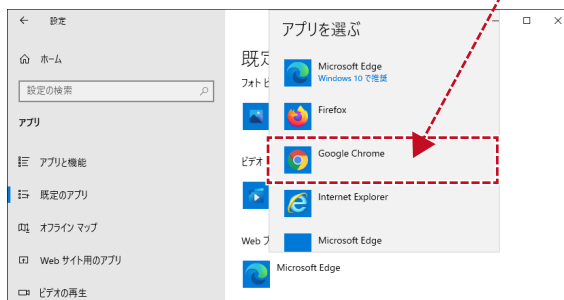 設定
ホーム
設定の検索
アプリ
アプリと機能
既定のアプリ
オフライン マップ
Web サイト用のアプリ
ビデオの再生
既定
フォト
ビデオ
Web
Microsoft Edge
アプリを選ぶ
Microsoft Edge
Windows 10 で推奨
Firefox
Google Chrome
Internet Explorer
Microsoft Edge